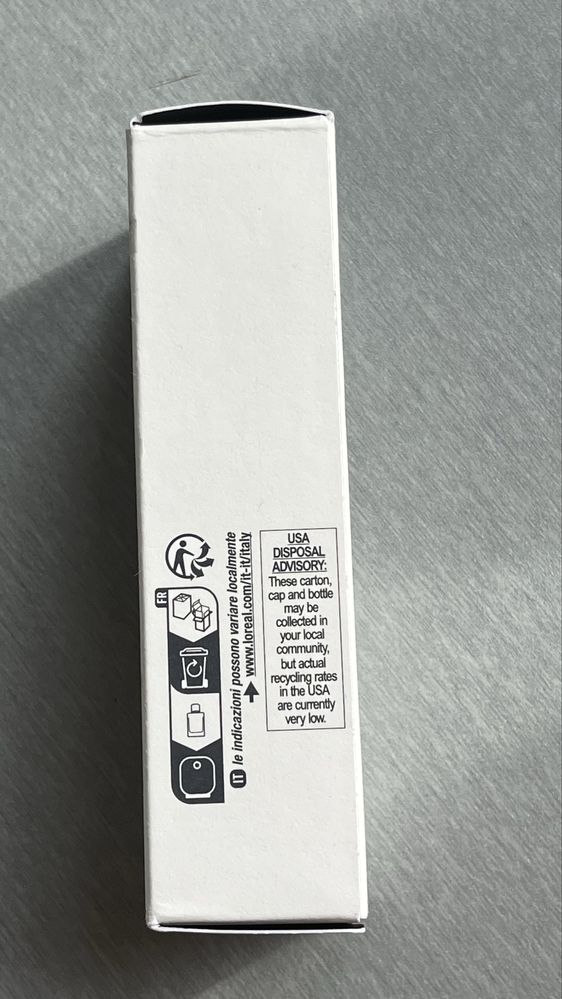 FR
IT le indicazioni possono variare localmente
www.loreal.com/it-it/italy
USA
DISPOSAL
ADVISORY:
These carton,
cap and bottle
may be
collected in
your local
community,
but actual
recycling rates
in the USA
are currently
very low.